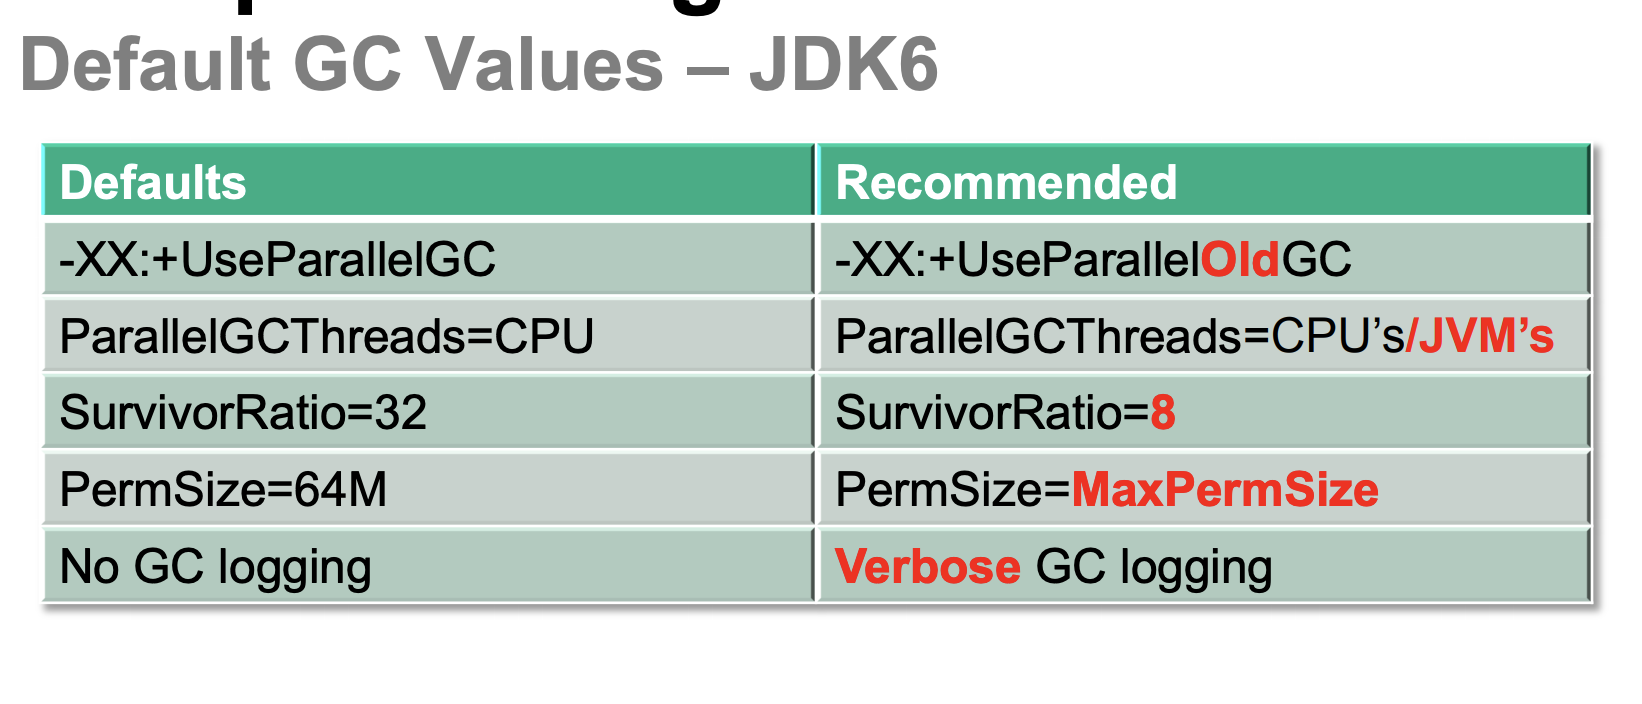 Default GC Values – JDK6
Defaults
Recommended
-XX:+UseParallelGC
-XX:+UseParallelOldGC
ParallelGCThreads=CPU
ParallelGCThreads=CPU’s/JVM’s
SurvivorRatio=32
SurvivorRatio=8
PermSize=64M
PermSize=MaxPermSize
No GC logging
Verbose GC logging